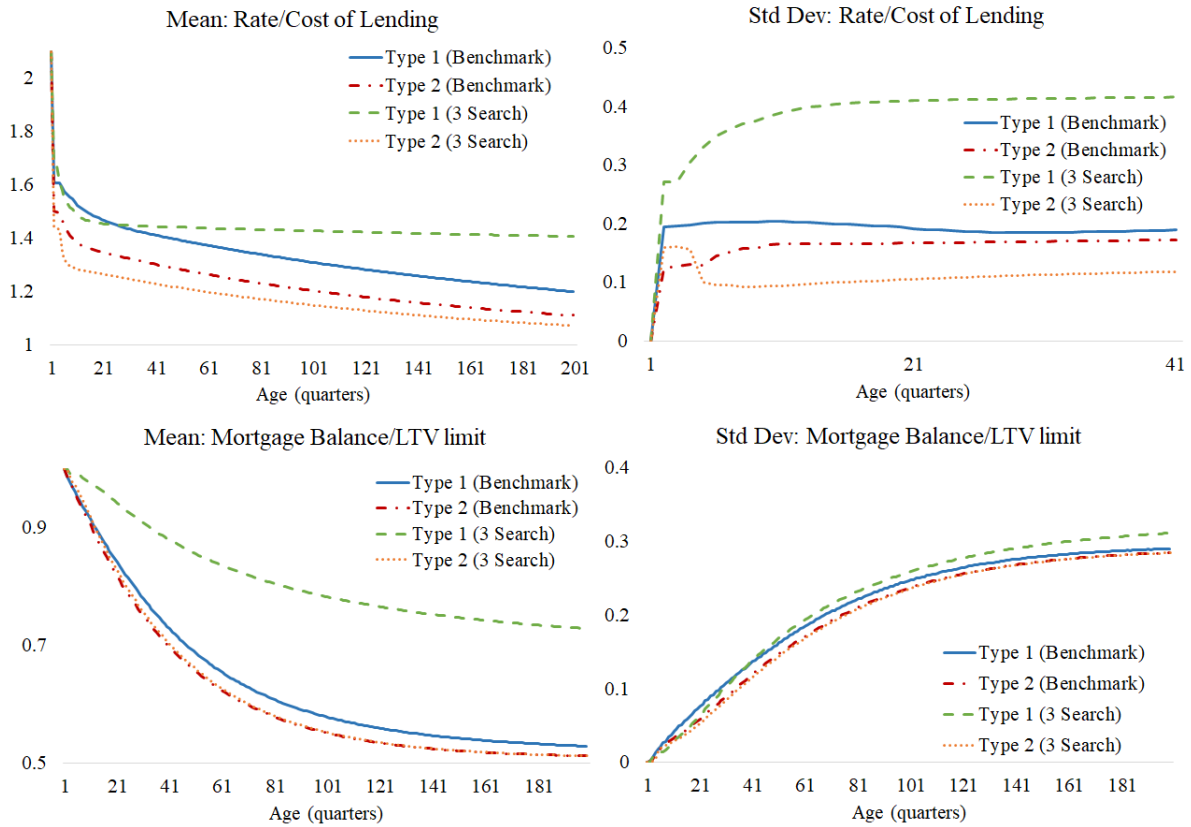 Mean: Rate/Cost of Lending
2
1.8
1.6
1.4
1.2
1
Type 1 (Benchmark)
Type 2 (Benchmark)
Type 1 (3 Search)
Type 2 (3 Search)
1 21 41 61 81 101 121 141 161 181 201
Age (quarters)
Std Dev: Rate/Cost of Lending
0.5
0.4
0.3
0.2
0.1
0
Type 1 (Benchmark)
Type 2 (Benchmark)
Type 1 (3 Search)
Type 2 (3 Search)
1 21 41
Age (quarters)
Mean: Mortgage Balance/LTV limit
0.9
0.7
0.5
Type 1 (Benchmark)
Type 2 (Benchmark)
Type 1 (3 Search)
Type 2 (3 Search)
1 21 41 61 81 101 121 141 161 181
Age (quarters)
Std Dev: Mortgage Balance/LTV limit
0.4
0.3
0.2
0.1
0
Type 1 (Benchmark)
Type 2 (Benchmark)
Type 1 (3 Search)
Type 2 (3 Search)
1 21 41 61 81 101 121 141 161 181
Age (quarters)